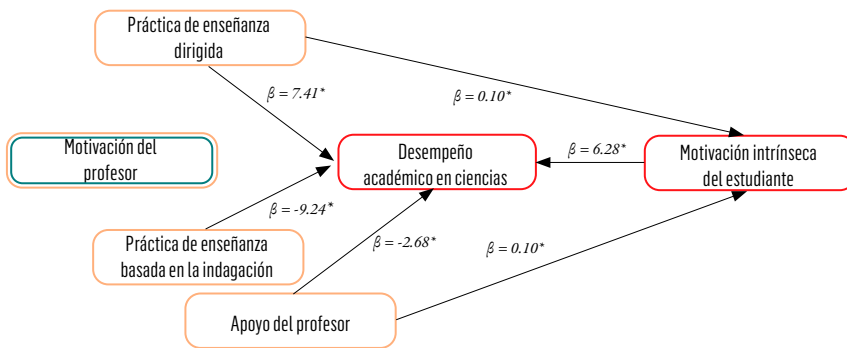 Práctica de enseñanza
dirigida
β = 7.41*
β = 0.10*
Motivación del
profesor
Desempeño
académico en ciencias
β = 6.28*
Motivación intrínseca
del estudiante
β = -9.24*
Práctica de enseñanza
basada en la indagación
β = -2.68*
β = 0.10*
Apoyo del profesor